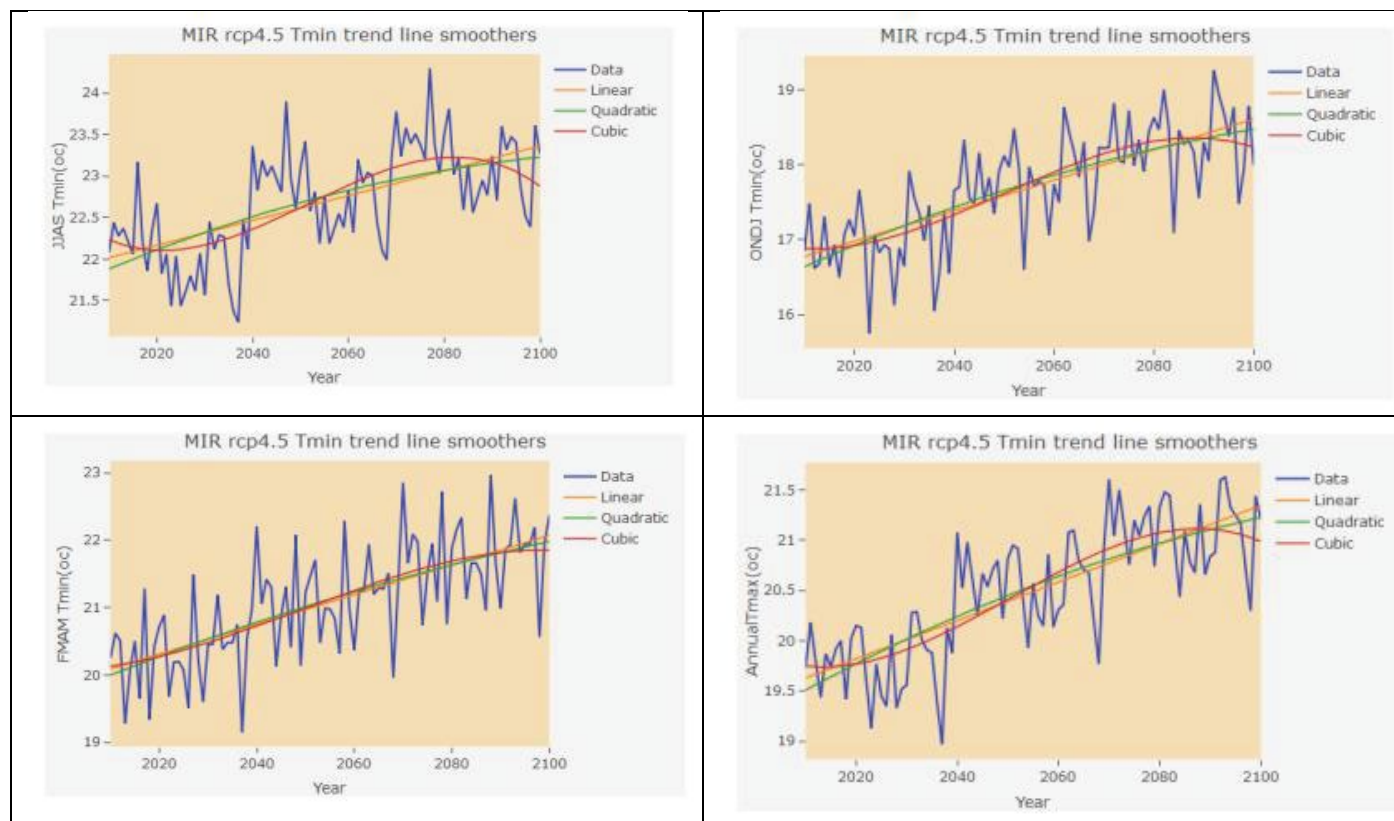 MIR rcp4.5 Tmin trend line smoothers
Data
Linear
Quadratic
Cubic
JJAS Tmin(oc)
24
23.5
23
22.5
22
21.5
2020
2040
2060
2080
2100
Year
MIR rcp4.5 Tmin trend line smoothers
Data
Linear
Quadratic
Cubic
ONDJ Tmin(oc)
19
18
17
16
2020
2040
2060
2080
2100
Year
MIR rcp4.5 Tmin trend line smoothers
Data
Linear
Quadratic
Cubic
FMAM Tmin(oc)
23
22
21
20
19
2020
2040
2060
2080
2100
Year
MIR rcp4.5 Tmin trend line smoothers
Data
Linear
Quadratic
Cubic
AnnualTmax(oc)
21.5
21
20.5
20
19.5
19
2020
2040
2060
2080
2100
Year